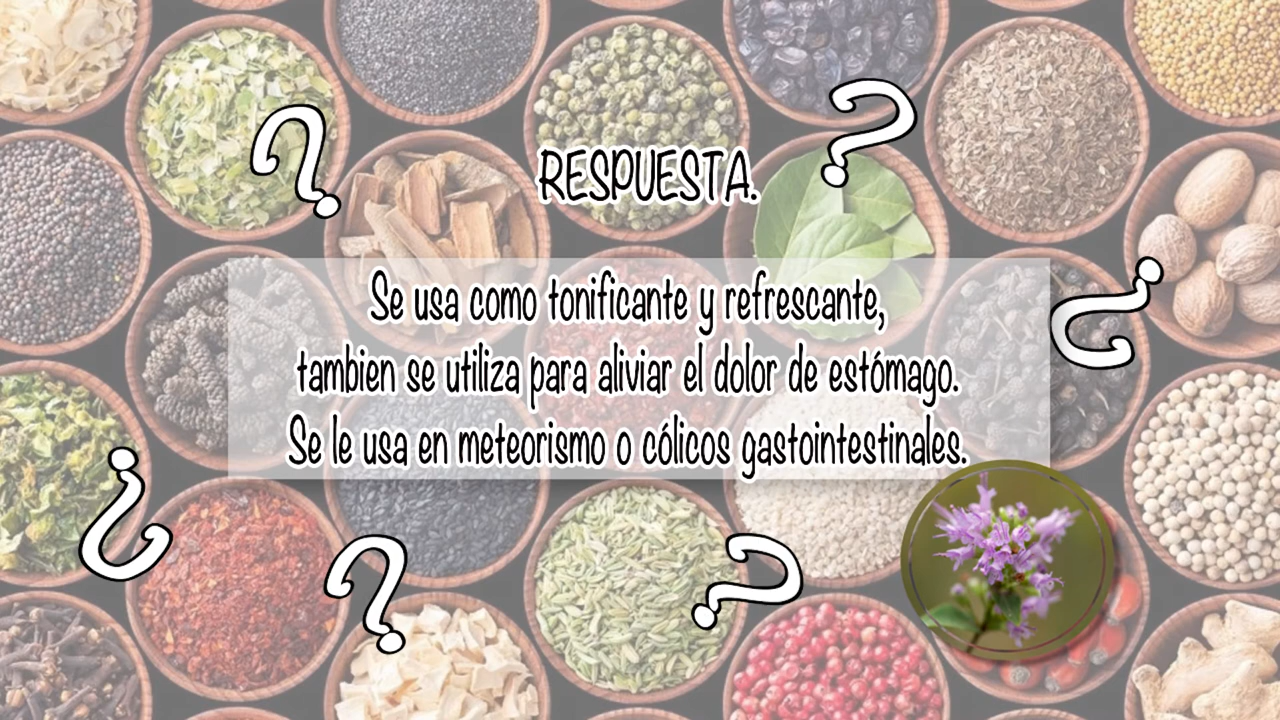 RESPUESTA.
Se usa como tonificante y refrescante,
tambien se utiliza para aliviar el dolor de estómago.
Se le usa en meteorismo o cólicos gastointestinales.